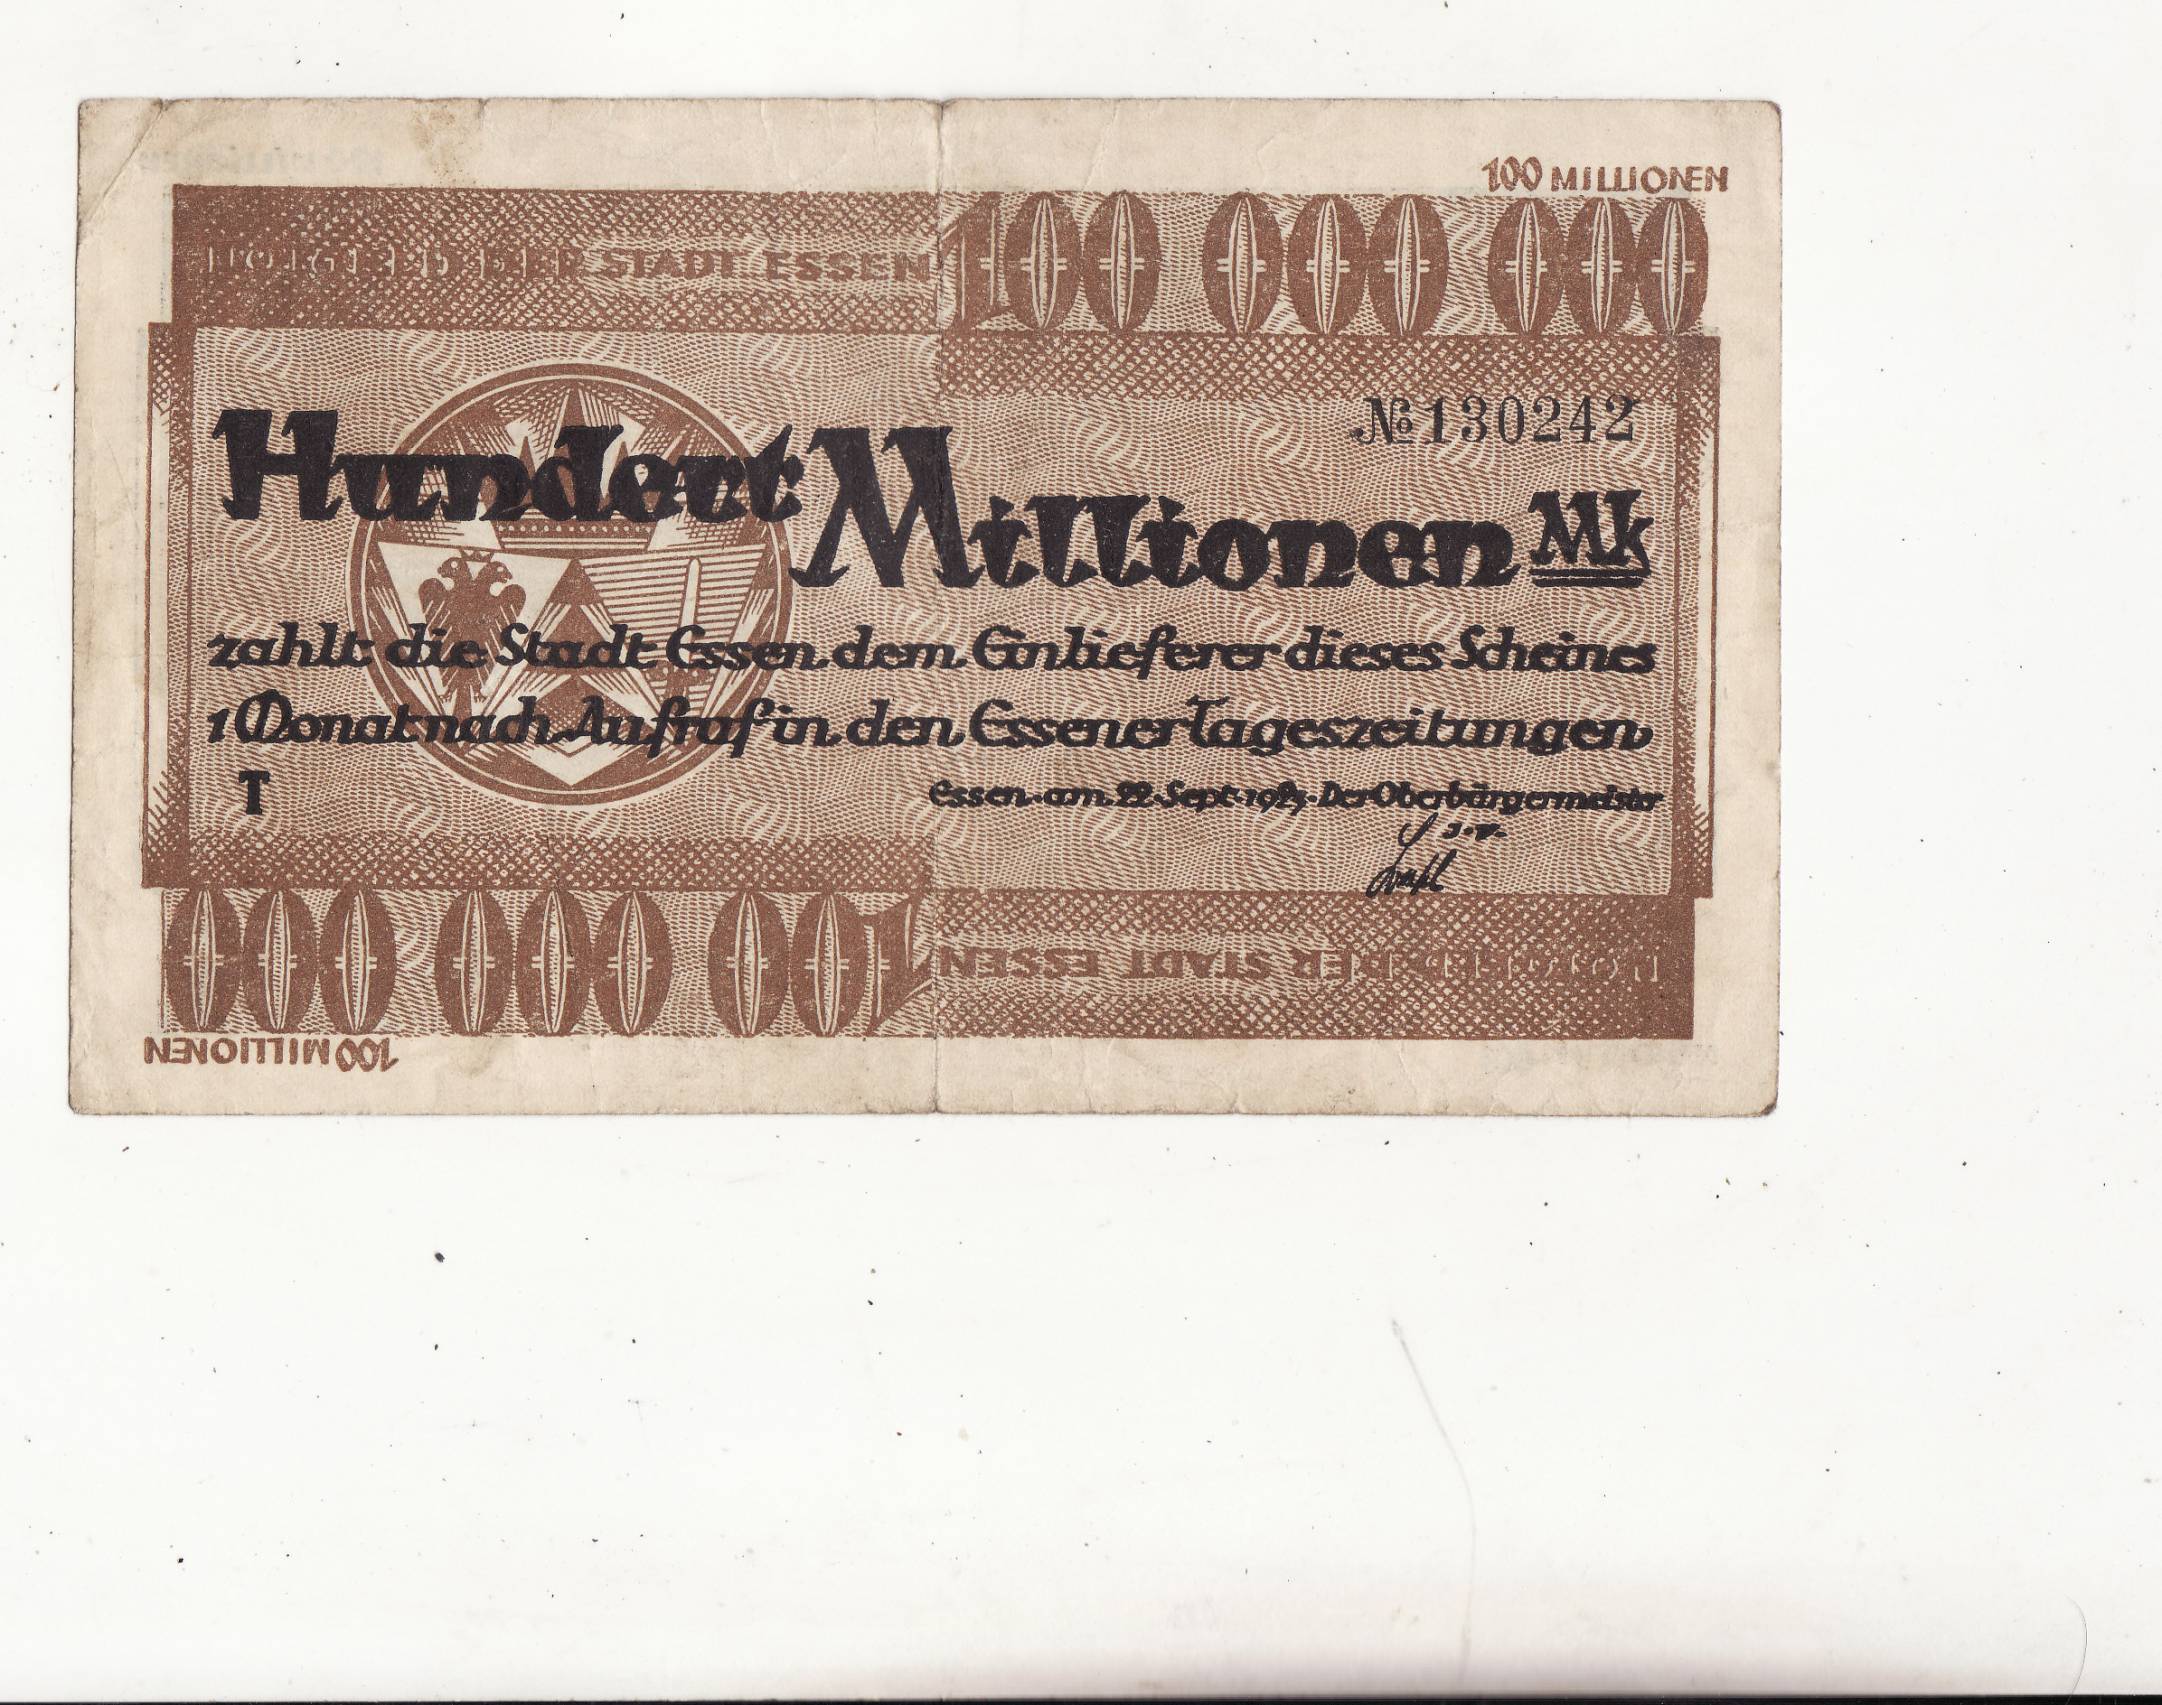 100 MILLIONEN
NOTGELD DER STADT ESSEN 100 000 000
№ 130242
Hundert Millionen Mk
zahlt die Stadt Essen dem Einlieferer dieses Scheines
1 Monat nach Aufruf in den Essener Tageszeitungen
T
Essen·am 22·Sept·1923·Der Oberbürgermeister
J.V.
100 000 000 NOTGELD DER STADT ESSEN
100 MILLIONEN